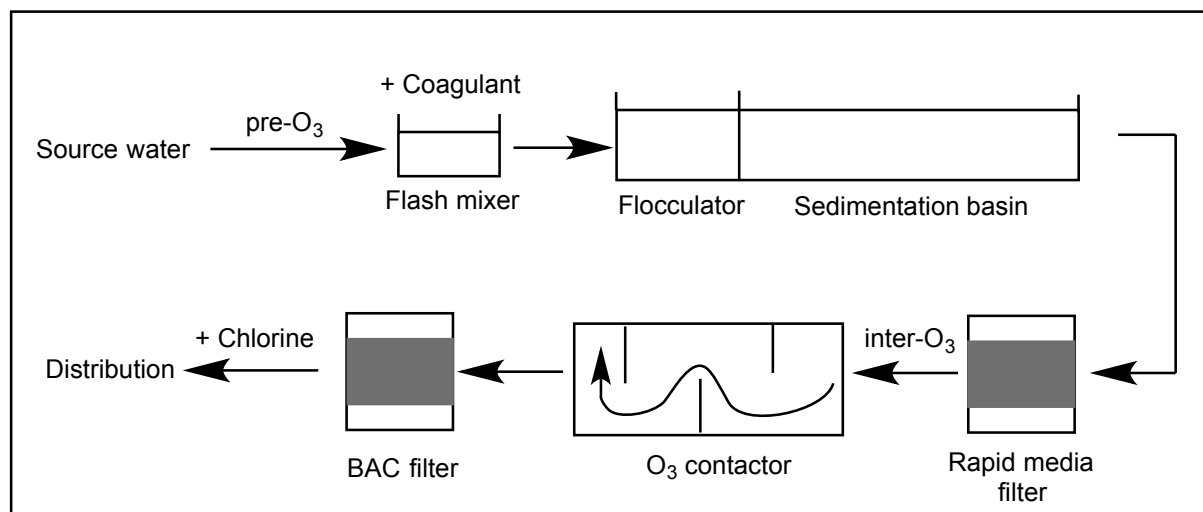 + Coagulant
pre-O₃
Source water
Flash mixer
Flocculator
Sedimentation basin
inter-O₃
+ Chlorine
Distribution
BAC filter
O₃ contactor
Rapid media
filter